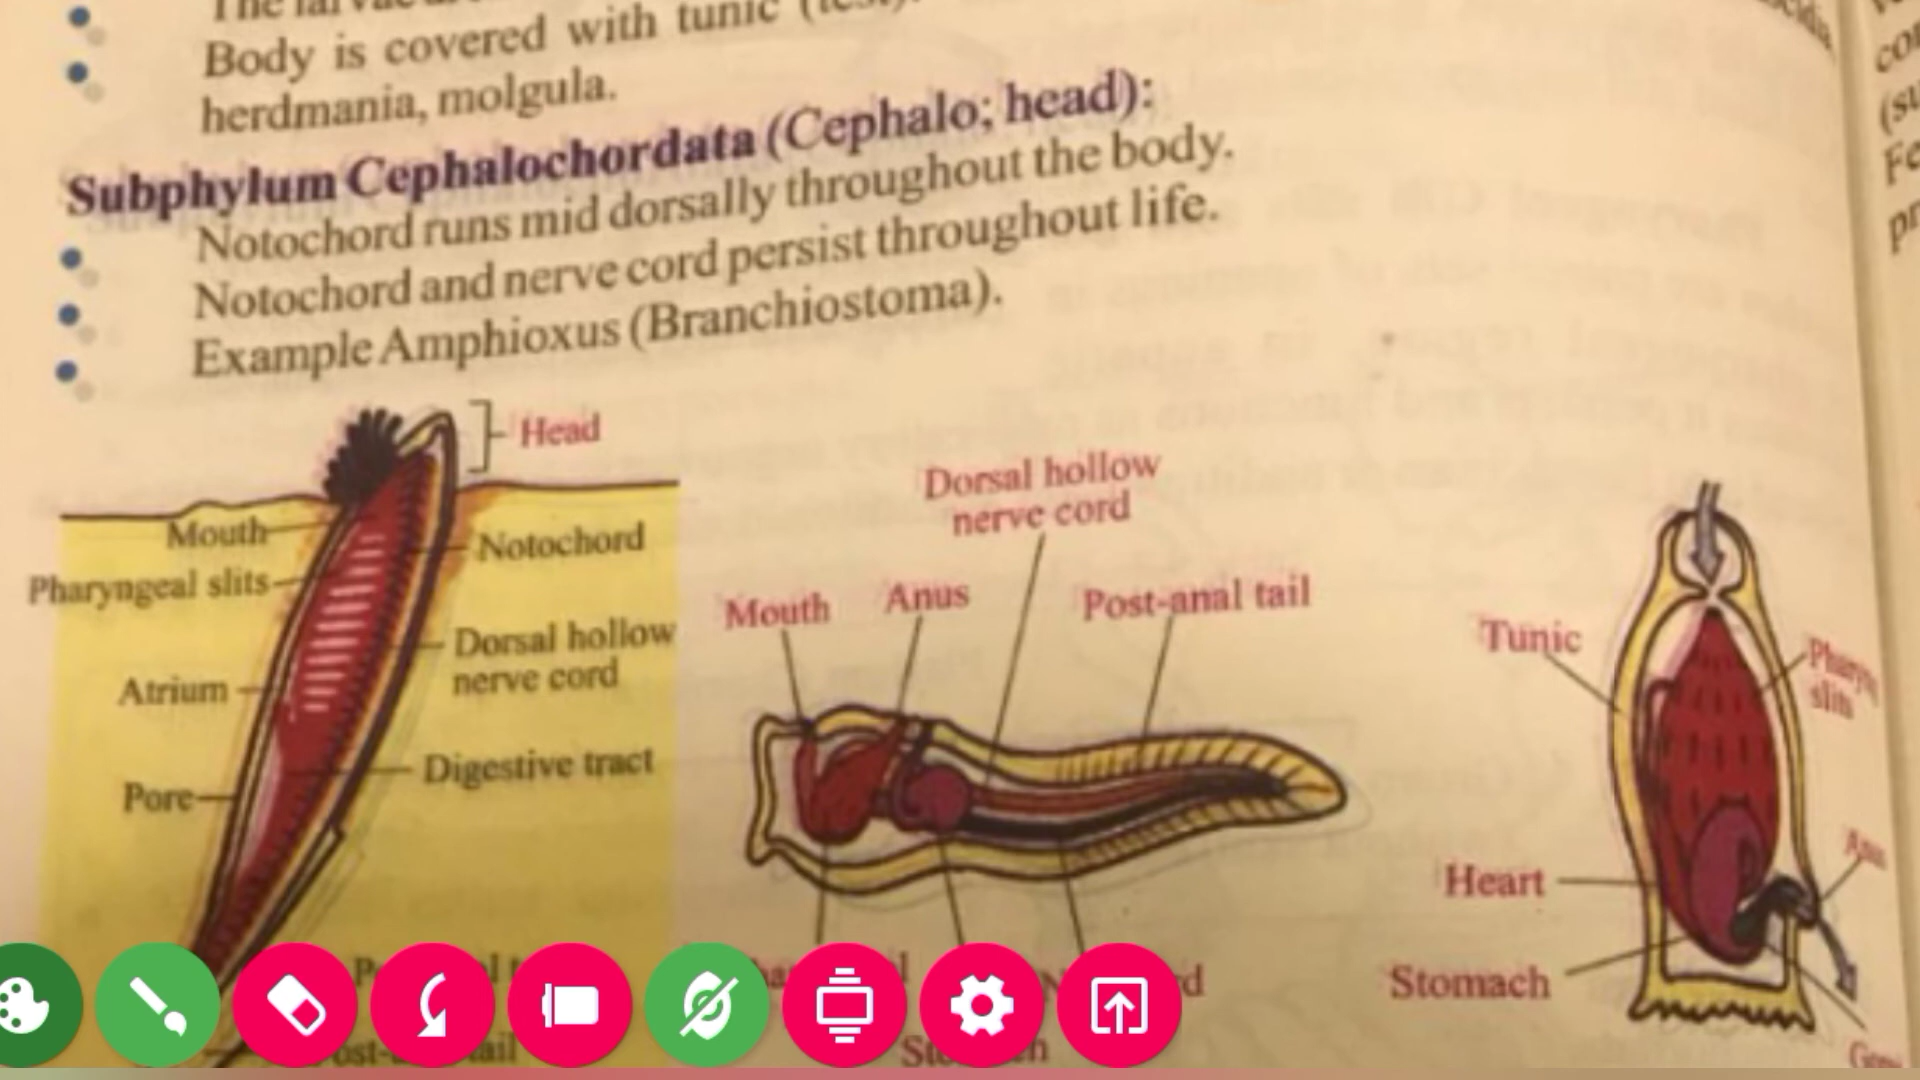 Body is covered with tunic
herdmania, molgula.
Subphylum Cephalochordata (Cephalo; head):
Notochord runs mid dorsally throughout the body.
Notochord and nerve cord persist throughout life.
Example Amphioxus (Branchiostoma).
Head
Mouth
Notochord
Pharyngeal slits
Dorsal hollow
nerve cord
Atrium
Digestive tract
Pore
Dorsal hollow
nerve cord
Mouth
Anus
Post-anal tail
Tunic
slits
Heart
Anus
Stomach